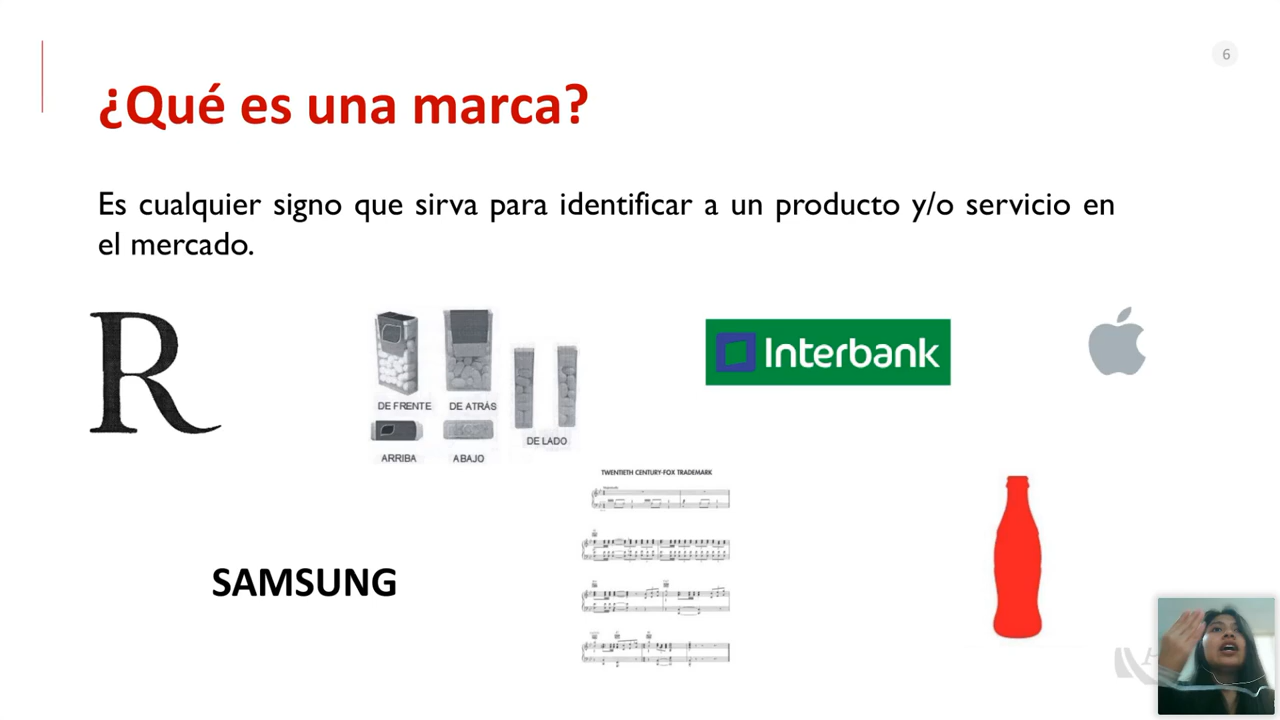 6
¿Qué es una marca?
Es cualquier signo que sirva para identificar a un producto y/o servicio en
el mercado.
R
Interbank
DE FRENTE DE ATRÁS
DE LADO
ARRIBA ABAJO
TWENTIETH CENTURY-FOX TRADEMARK
SAMSUNG